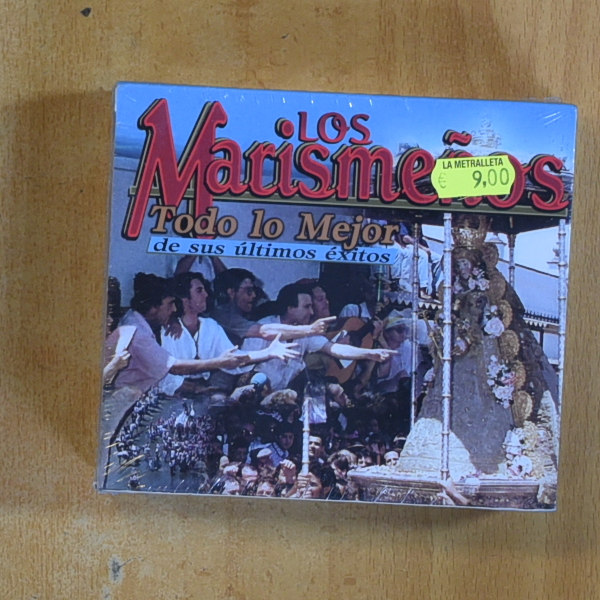 LOS
Marismeños
LA METRALLETA
€ 9,00
Todo lo Mejor
de sus últimos éxitos